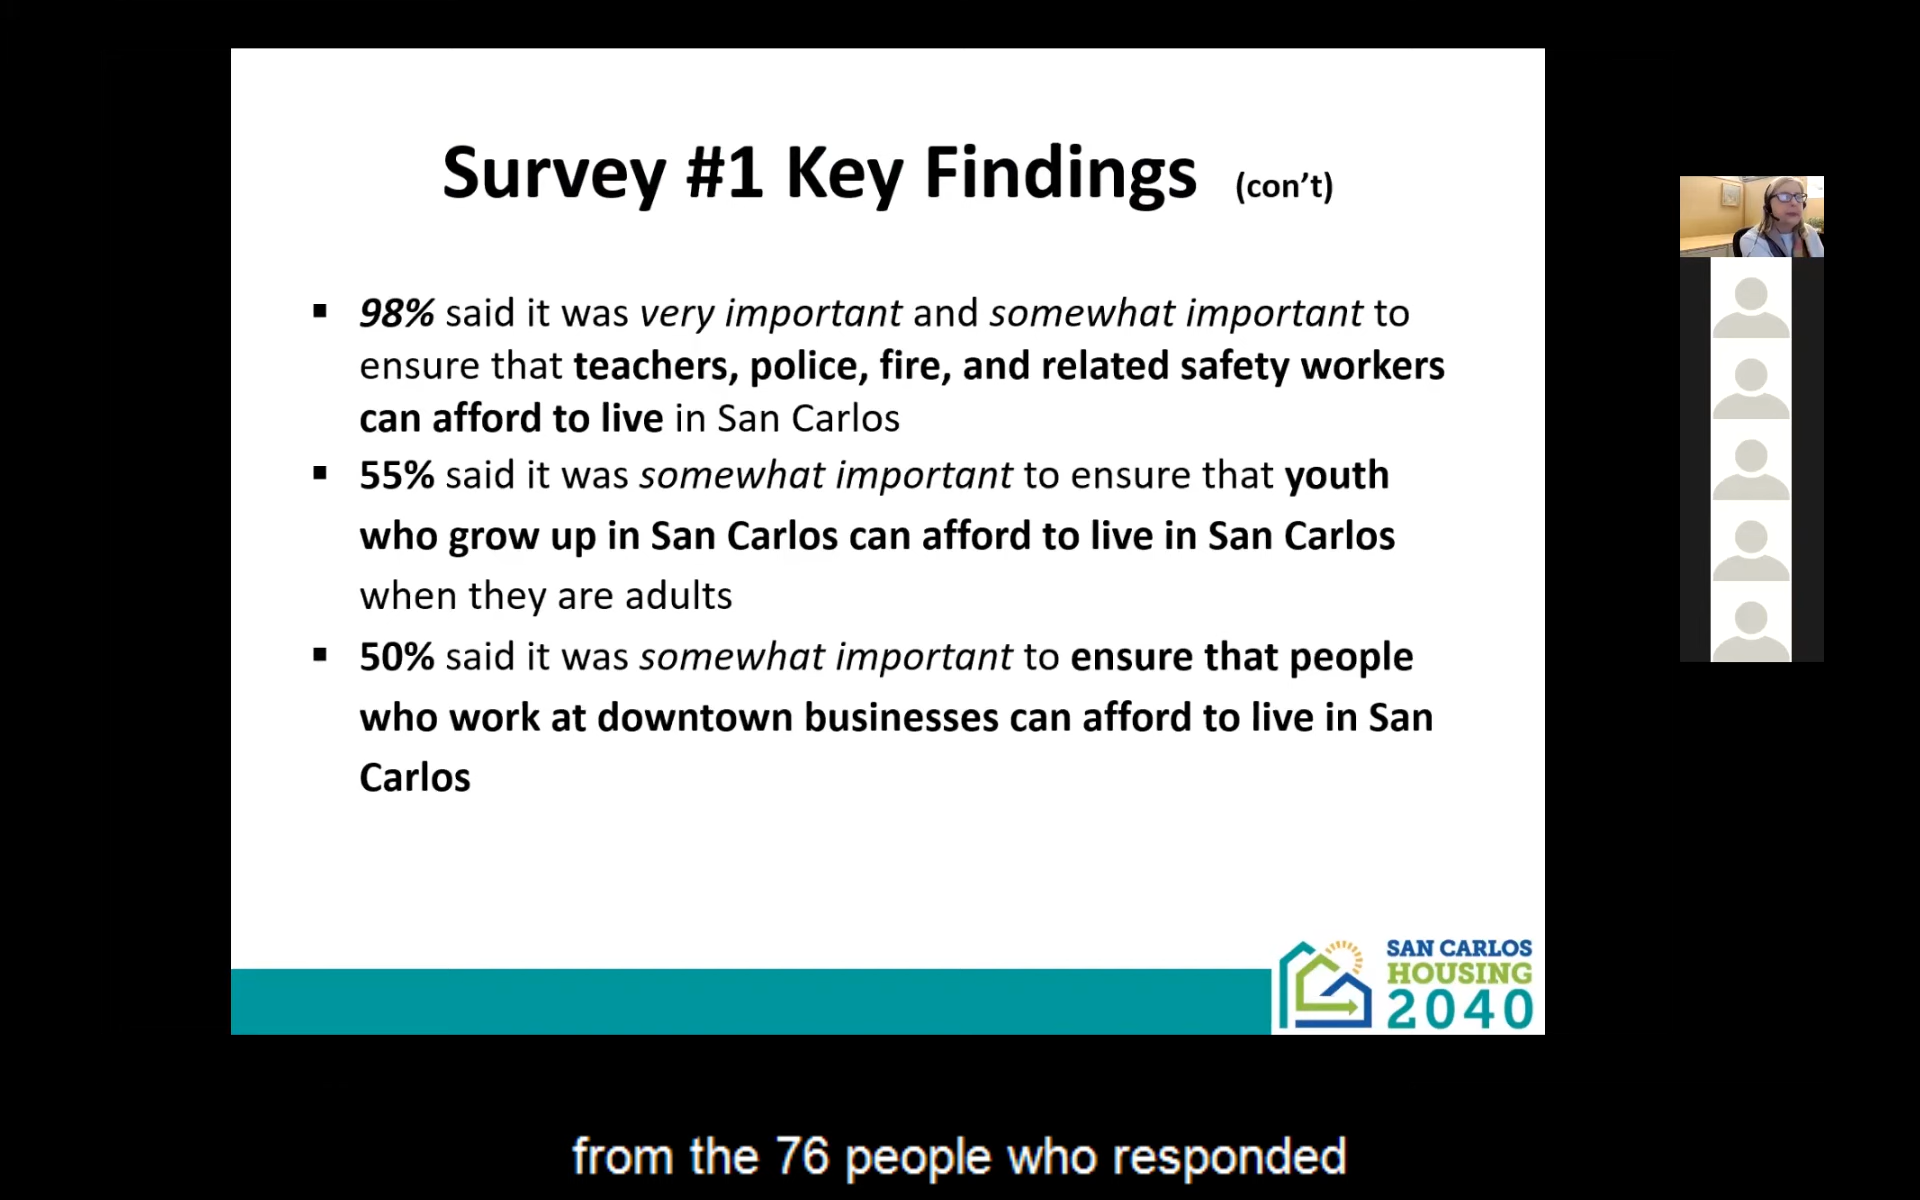 Survey #1 Key Findings (con’t)
▪ 98% said it was very important and somewhat important to
ensure that teachers, police, fire, and related safety workers
can afford to live in San Carlos
▪ 55% said it was somewhat important to ensure that youth
who grow up in San Carlos can afford to live in San Carlos
when they are adults
▪ 50% said it was somewhat important to ensure that people
who work at downtown businesses can afford to live in San
Carlos
SAN CARLOS
HOUSING
2040
from the 76 people who responded